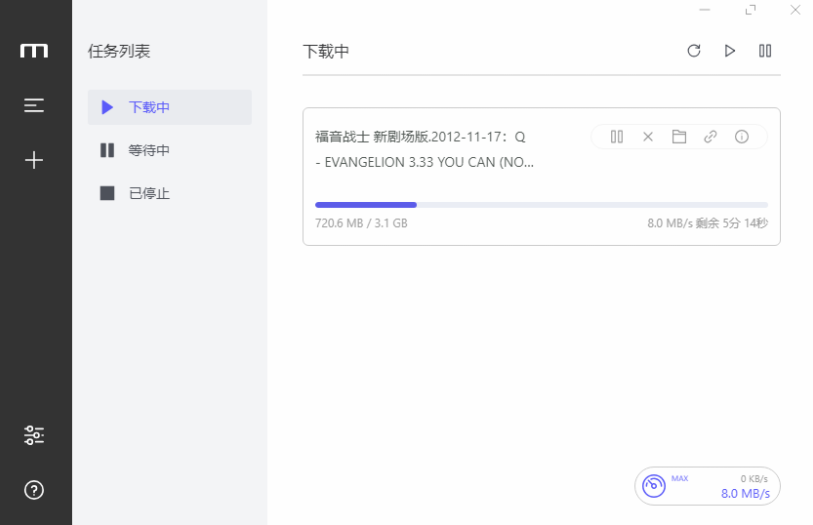 任务列表
下载中
等待中
已停止
下载中
福音战士 新剧场版.2012-11-17：Q
- EVANGELION 3.33 YOU CAN (NO...
720.6 MB / 3.1 GB
8.0 MB/s 剩余 5分 14秒
MAX
0 KB/s
8.0 MB/s